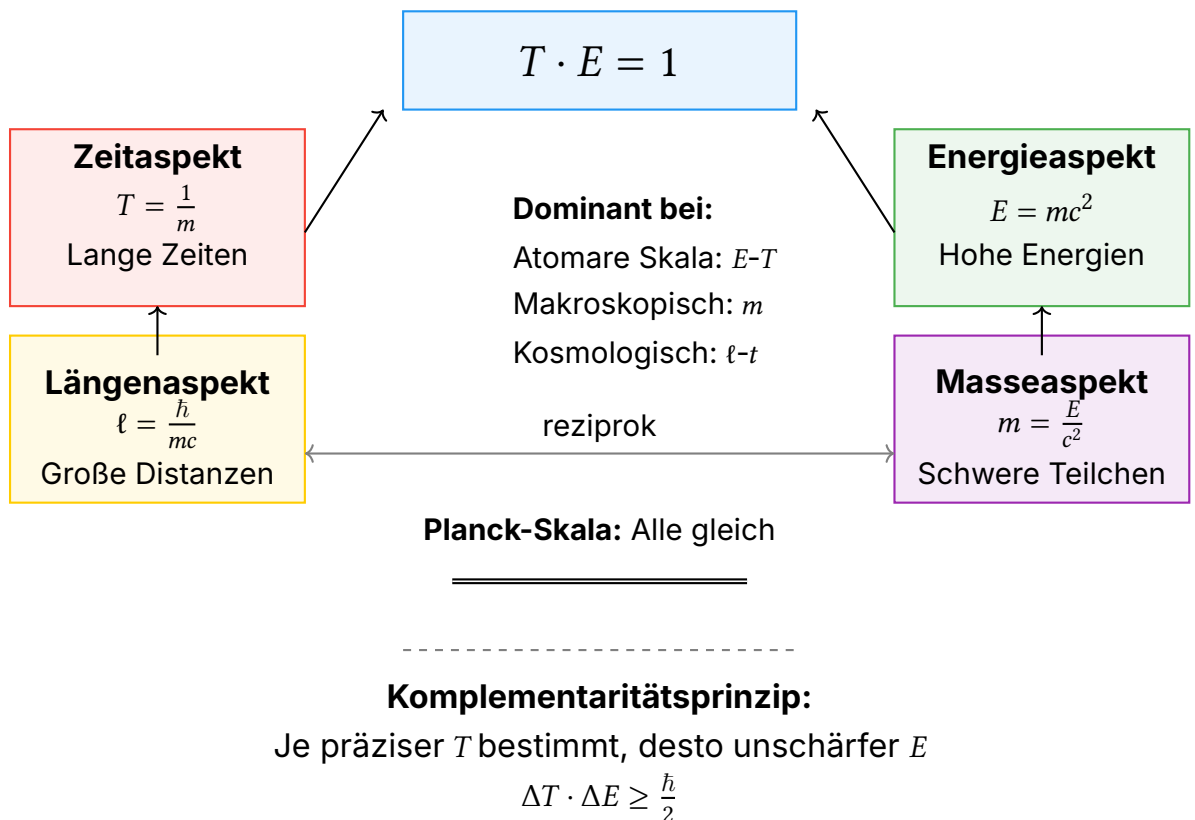 T · E = 1
Zeitaspekt
T = 1/m
Lange Zeiten
Energieaspekt
E = mc²
Hohe Energien
Dominant bei:
Atomare Skala: E-T
Makroskopisch: m
Kosmologisch: ℓ-t
Längenaspekt
ℓ = ħ/mc
Große Distanzen
reziprok
Masseaspekt
m = E/c²
Schwere Teilchen
Planck-Skala: Alle gleich
Komplementaritätsprinzip:
Je präziser T bestimmt, desto unschärfer E
ΔT · ΔE ≥ ħ/2